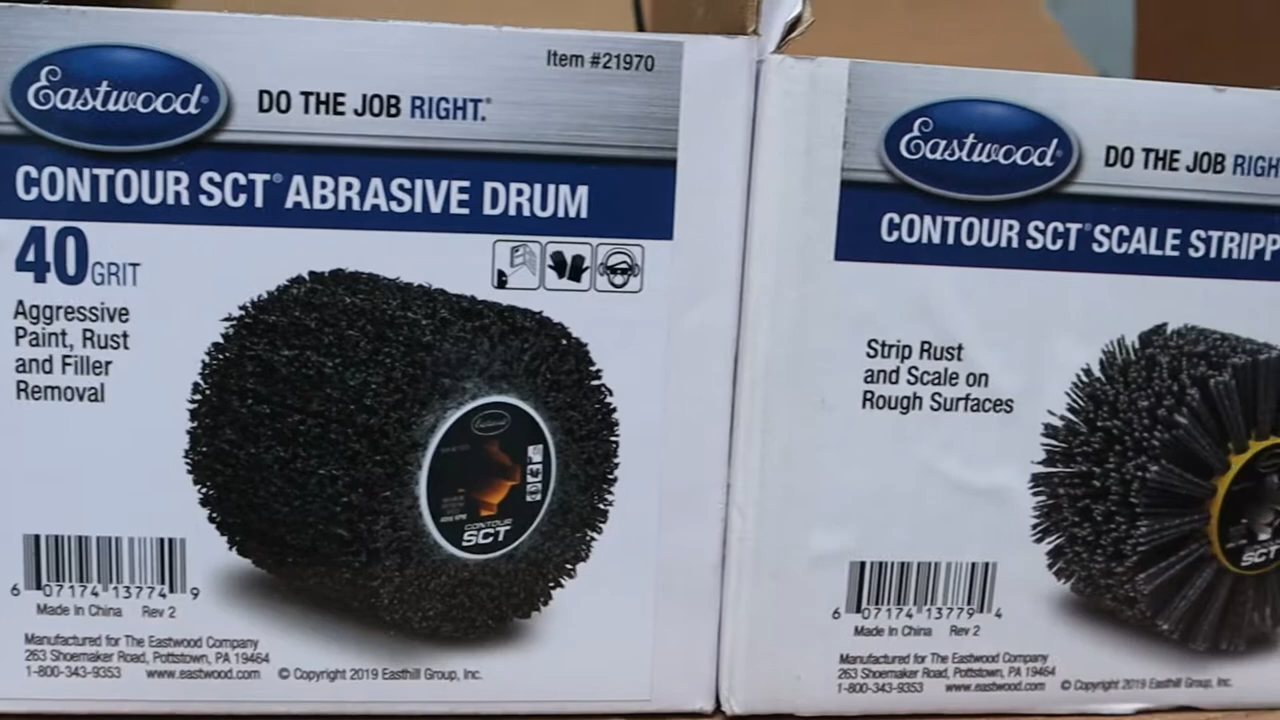 Eastwood
DO THE JOB RIGHT.®
Item #21970
CONTOUR SCT® ABRASIVE DRUM
40 GRIT
Aggressive
Paint, Rust
and Filler
Removal
CONTOUR
SCT
6 07174 13774 9
Made In China Rev 2
Manufactured for The Eastwood Company
263 Shoemaker Road, Pottstown, PA 19464
1-800-343-9353 www.eastwood.com © Copyright 2019 Easthill Group, Inc.
Eastwood
DO THE JOB RIGH
CONTOUR SCT® SCALE STRIPP
Strip Rust
and Scale on
Rough Surfaces
SCT
6 07174 13779 4
Made In China Rev 2
Manufactured for The Eastwood Company
263 Shoemaker Road, Pottstown, PA 19464
1-800-343-9353 www.eastwood.com © Copyright 2019 Easthill Group, Inc.